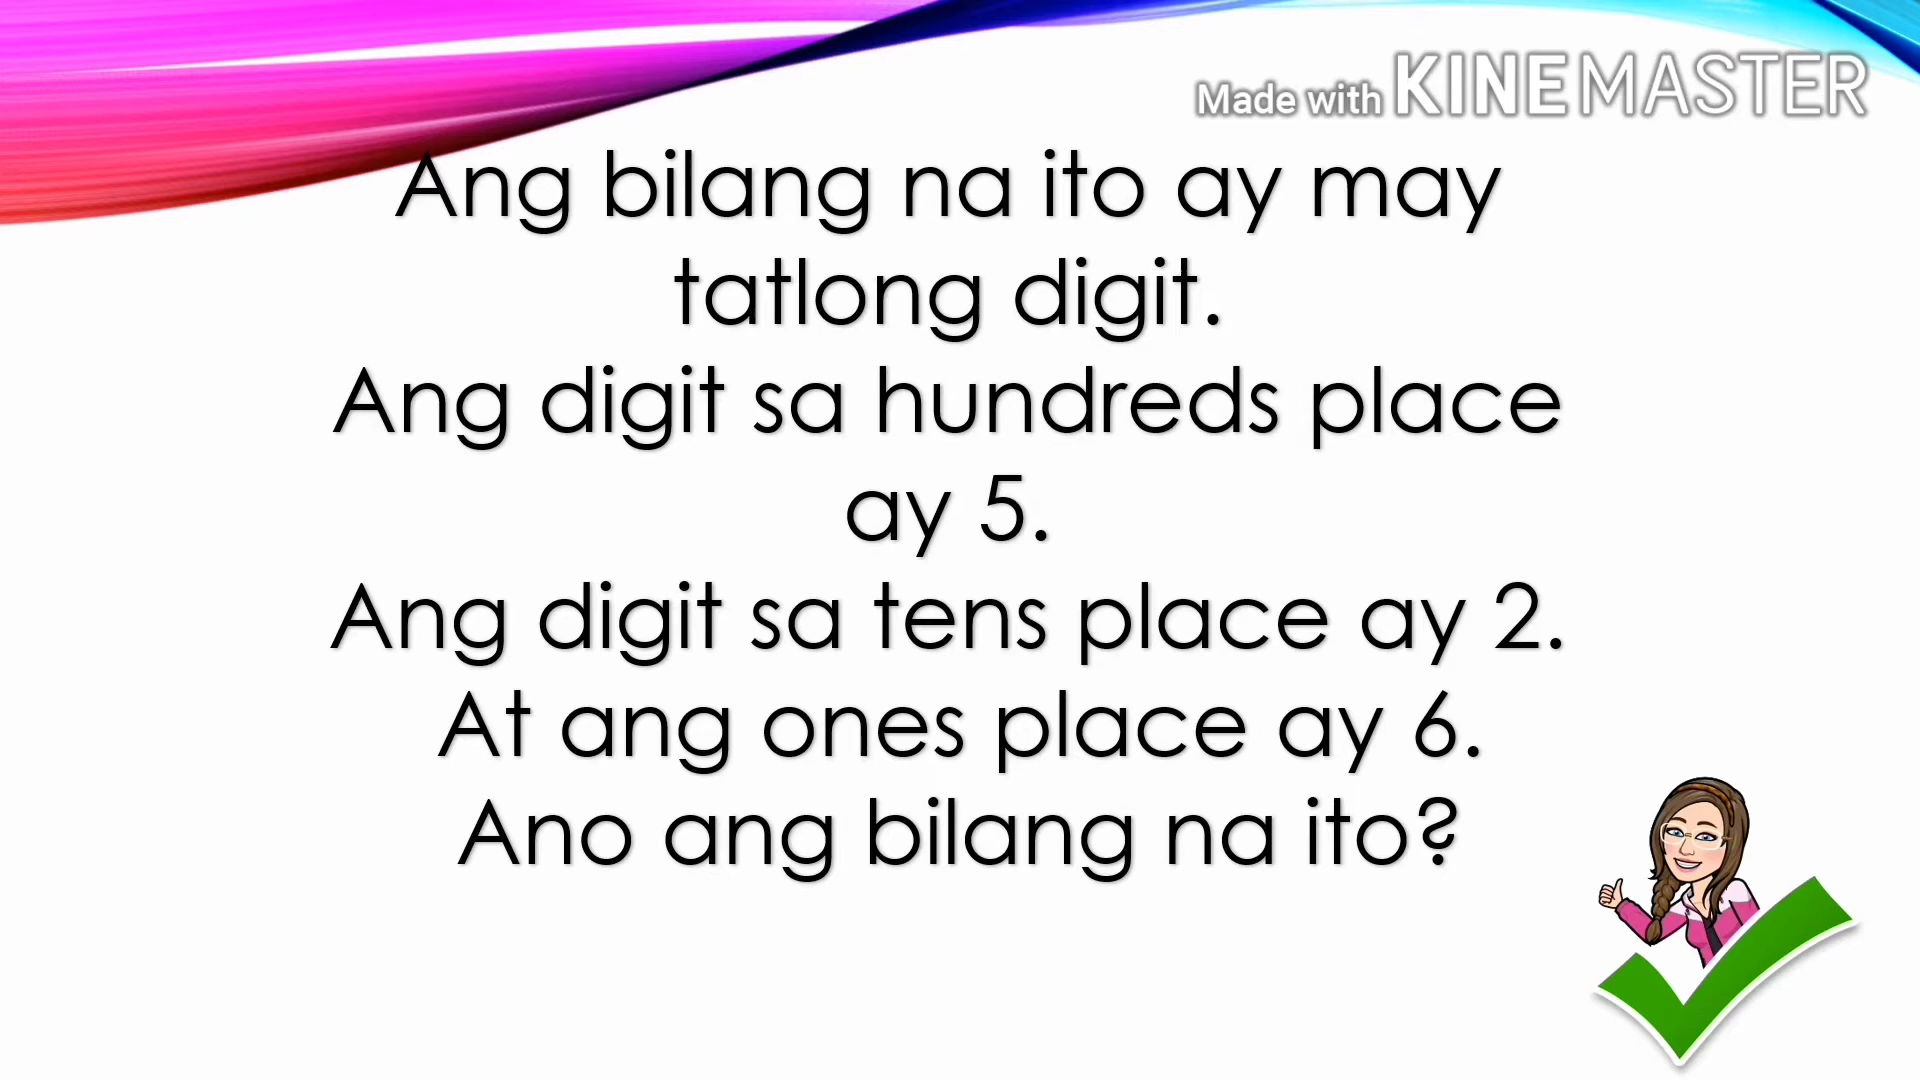 Made with KINEMASTER
Ang bilang na ito ay may
tatlong digit.
Ang digit sa hundreds place
ay 5.
Ang digit sa tens place ay 2.
At ang ones place ay 6.
Ano ang bilang na ito?